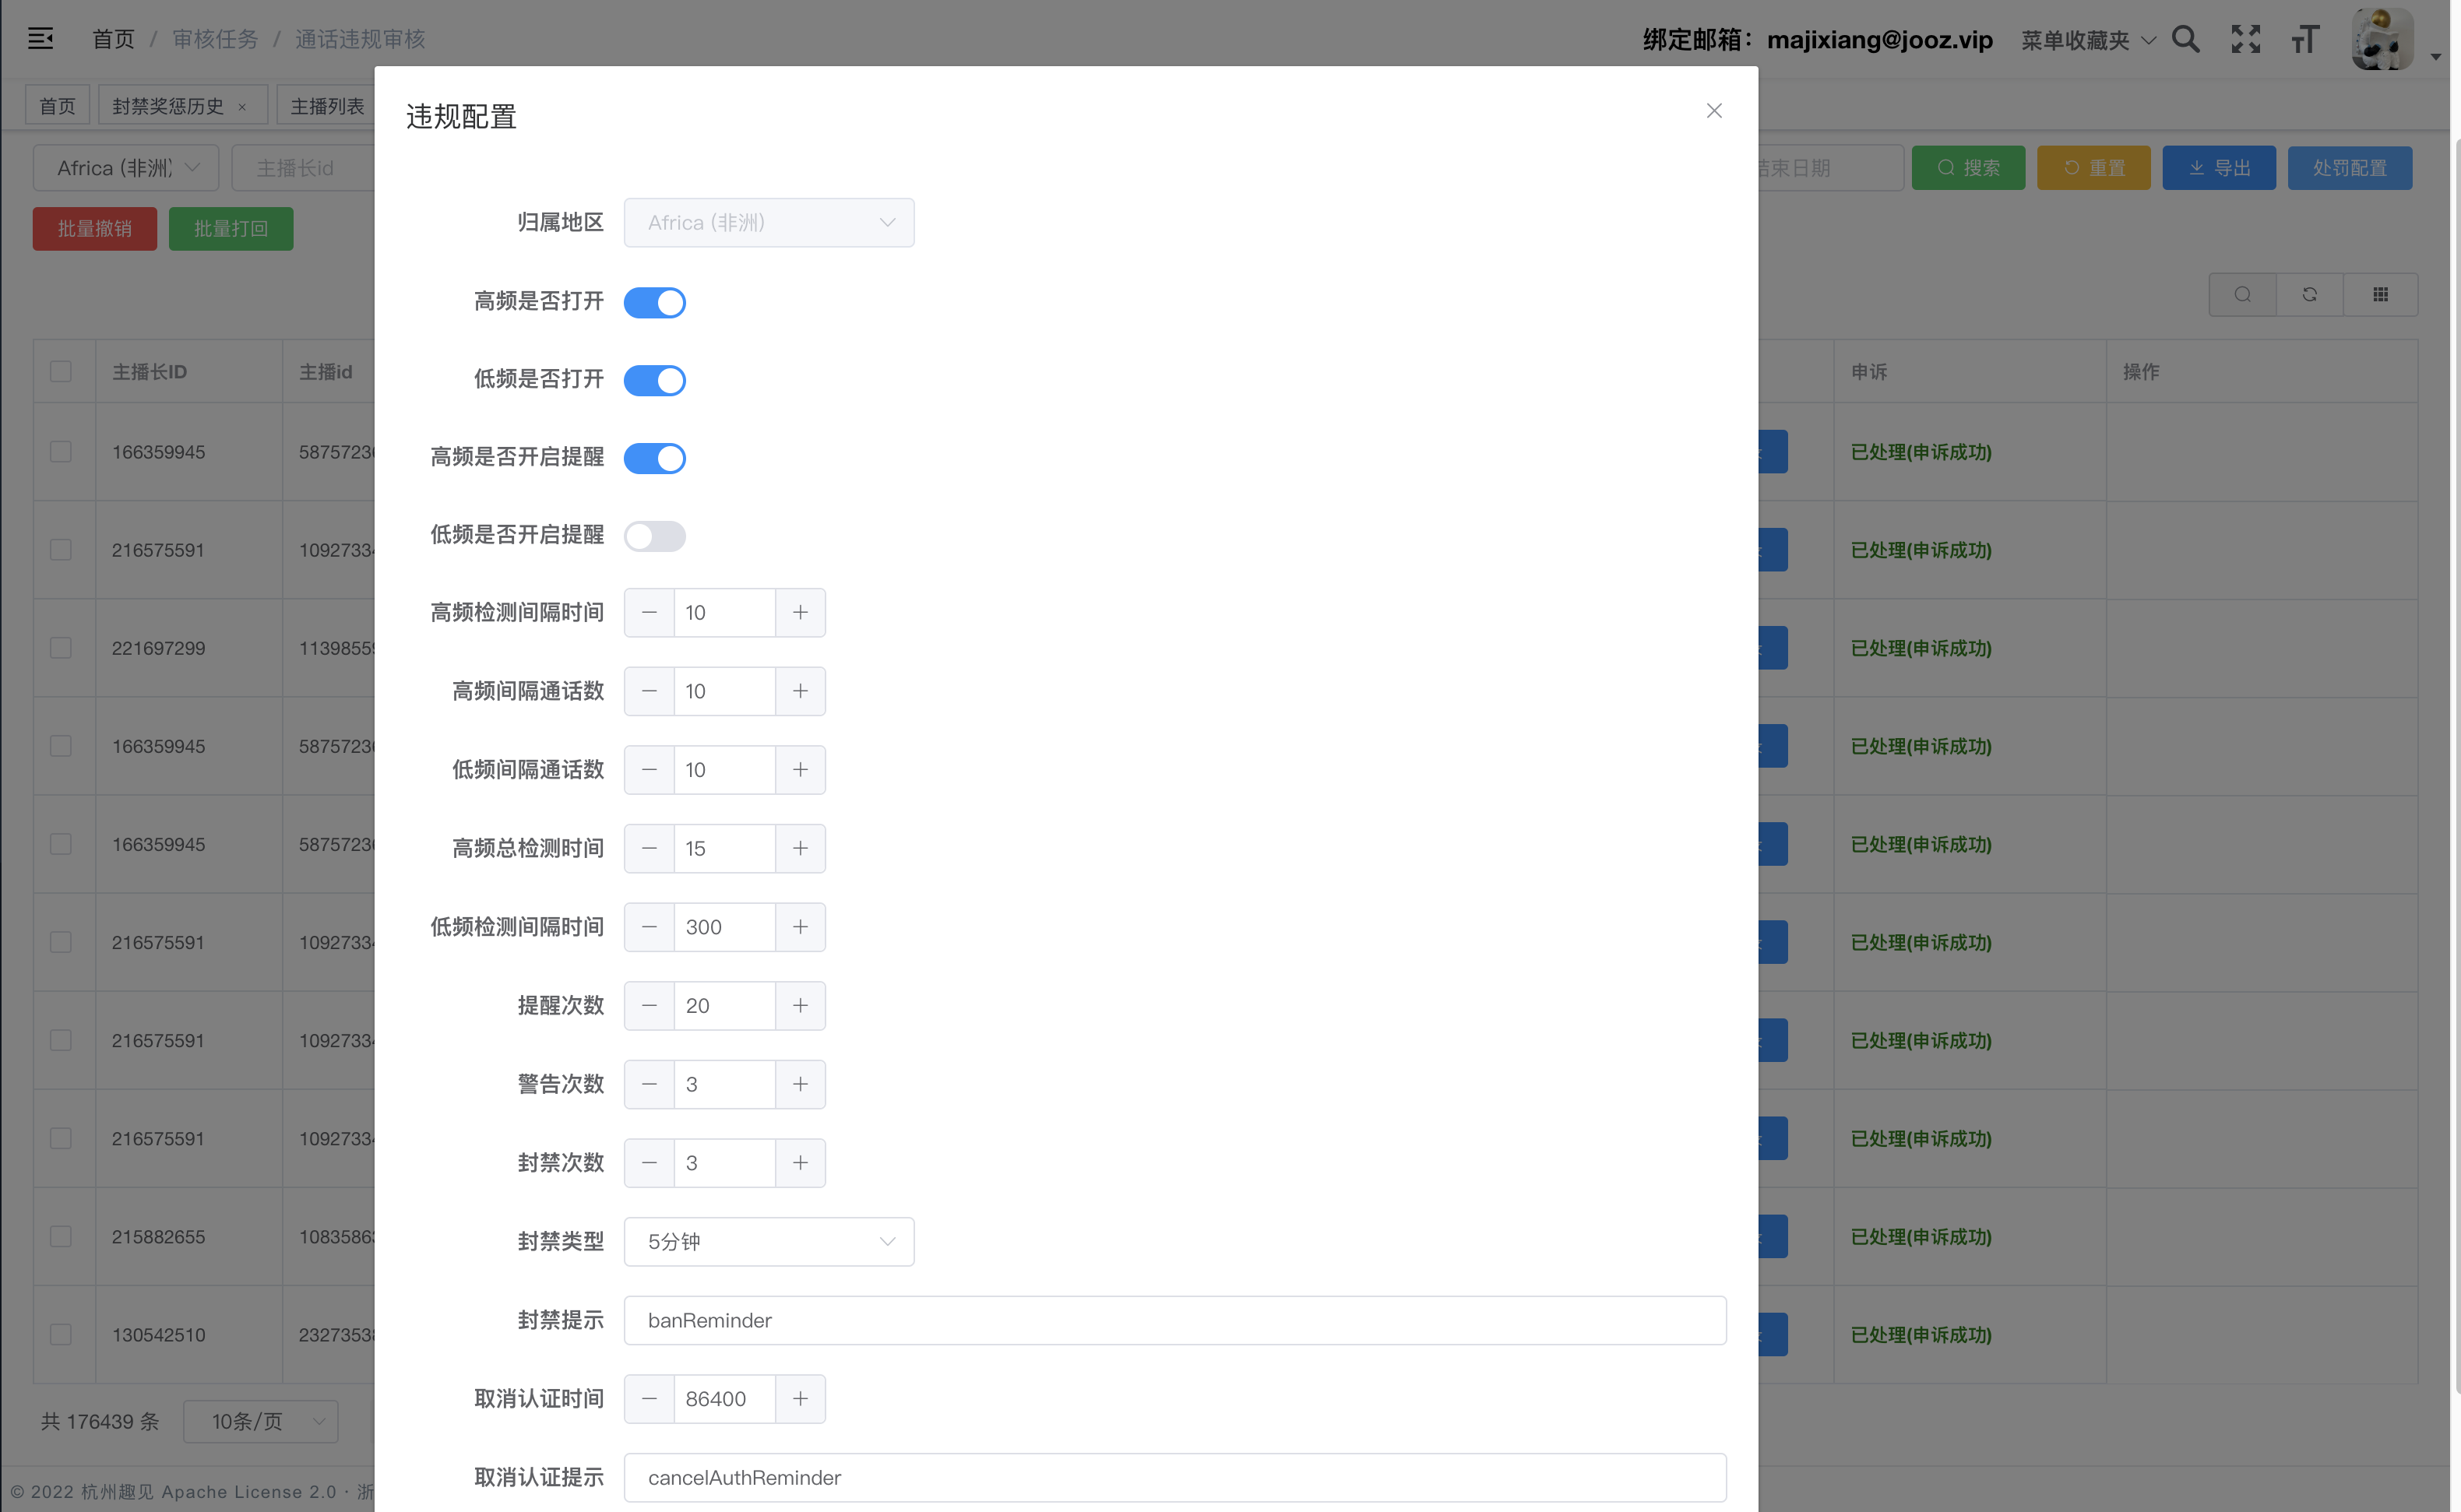 首页 / 审核任务 / 通话违规审核
绑定邮箱：majixiang@jooz.vip 菜单收藏夹
首页 封禁奖惩历史 × 主播列表
Africa (非洲) 主播长id 结束日期 搜索 重置 导出 处罚配置
批量撤销 批量打回
主播长ID 主播id 申诉 操作
166359945 5875723 已处理(申诉成功)
216575591 1092733 已处理(申诉成功)
221697299 1139855 已处理(申诉成功)
166359945 5875723 已处理(申诉成功)
166359945 5875723 已处理(申诉成功)
216575591 1092733 已处理(申诉成功)
216575591 1092733 已处理(申诉成功)
216575591 1092733 已处理(申诉成功)
215882655 1083586 已处理(申诉成功)
130542510 2327353 已处理(申诉成功)
共 176439 条 10条/页
© 2022 杭州趣见 Apache License 2.0 · 浙
违规配置
归属地区 Africa (非洲)
高频是否打开
低频是否打开
高频是否开启提醒
低频是否开启提醒
高频检测间隔时间 10
高频间隔通话数 10
低频间隔通话数 10
高频总检测时间 15
低频检测间隔时间 300
提醒次数 20
警告次数 3
封禁次数 3
封禁类型 5分钟
封禁提示 banReminder
取消认证时间 86400
取消认证提示 cancelAuthReminder